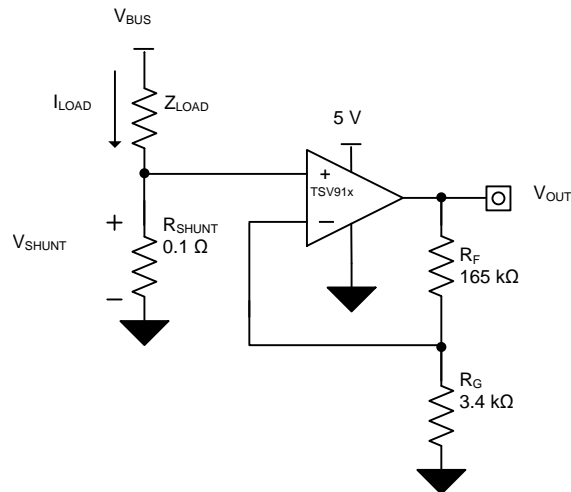 VBUS
ILOAD
ZLOAD
5 V
+
TSV91x
−
VOUT
+
VSHUNT
−
RSHUNT
0.1 Ω
RF
165 kΩ
RG
3.4 kΩ